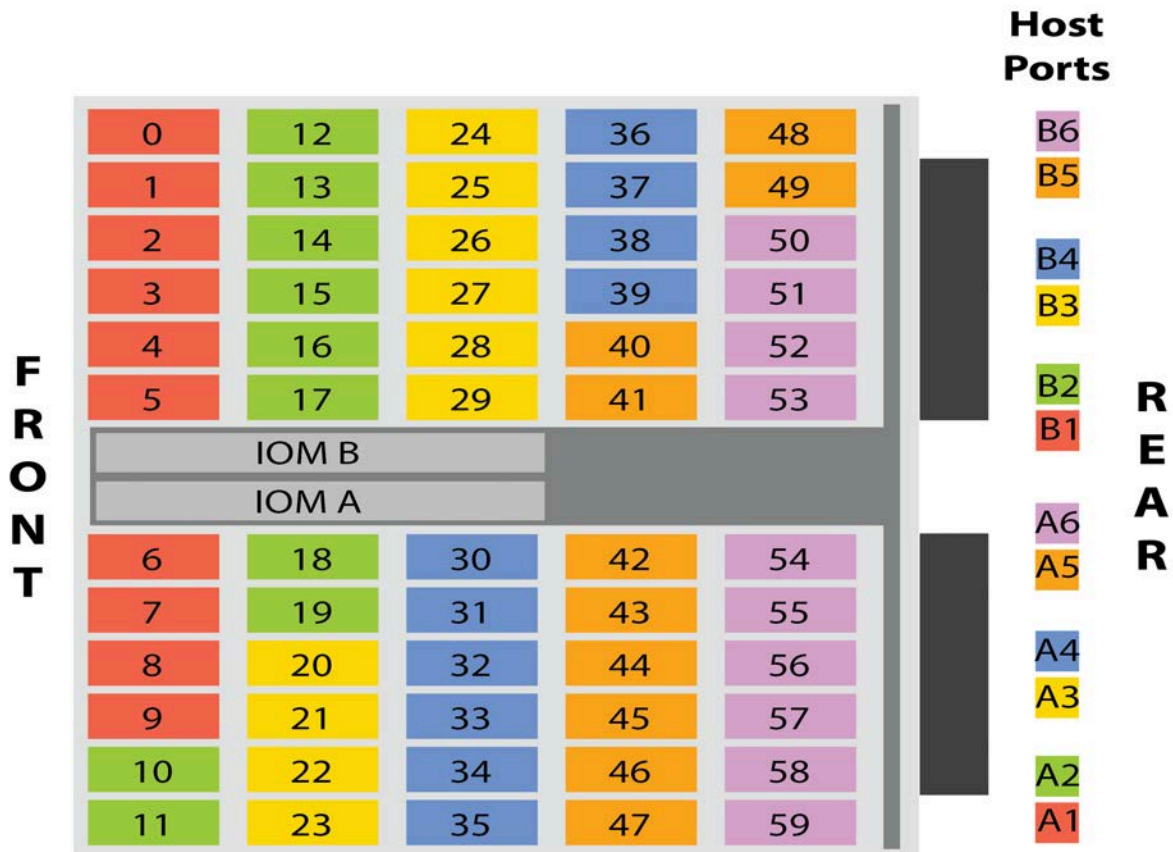 Host
Ports
0 12 24 36 48 B6
1 13 25 37 49 B5
2 14 26 38 50 B4
3 15 27 39 51 B3
4 16 28 40 52 B2
5 17 29 41 53 B1
FRONT
IOM B
IOM A
REAR
6 18 30 42 54 A6
7 19 31 43 55 A5
8 20 32 44 56 A4
9 21 33 45 57 A3
10 22 34 46 58 A2
11 23 35 47 59 A1